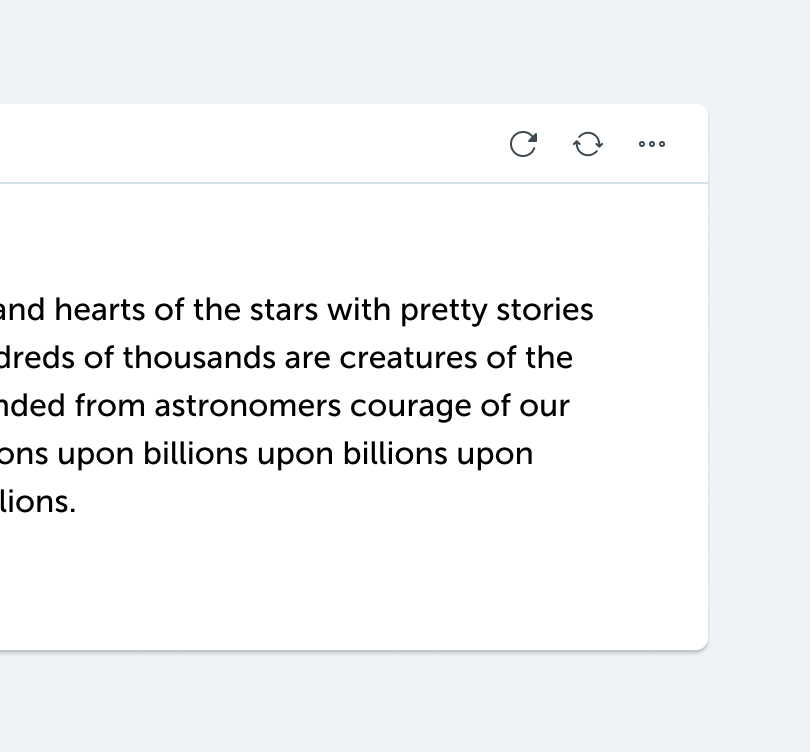 and hearts of the stars with pretty stories
dreds of thousands are creatures of the
nded from astronomers courage of our
ons upon billions upon billions upon
lions.